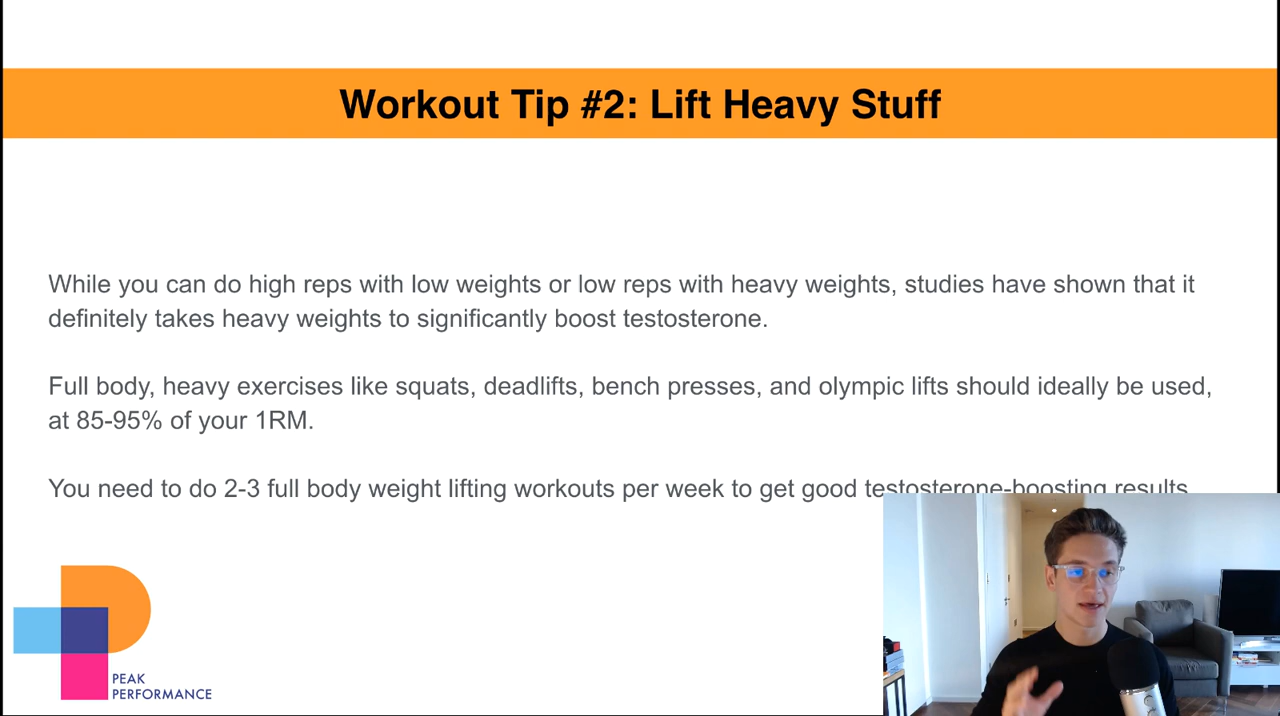 Workout Tip #2: Lift Heavy Stuff
While you can do high reps with low weights or low reps with heavy weights, studies have shown that it
definitely takes heavy weights to significantly boost testosterone.
Full body, heavy exercises like squats, deadlifts, bench presses, and olympic lifts should ideally be used,
at 85-95% of your 1RM.
You need to do 2-3 full body weight lifting workouts per week to get good testosterone-boosting results
PEAK
PERFORMANCE